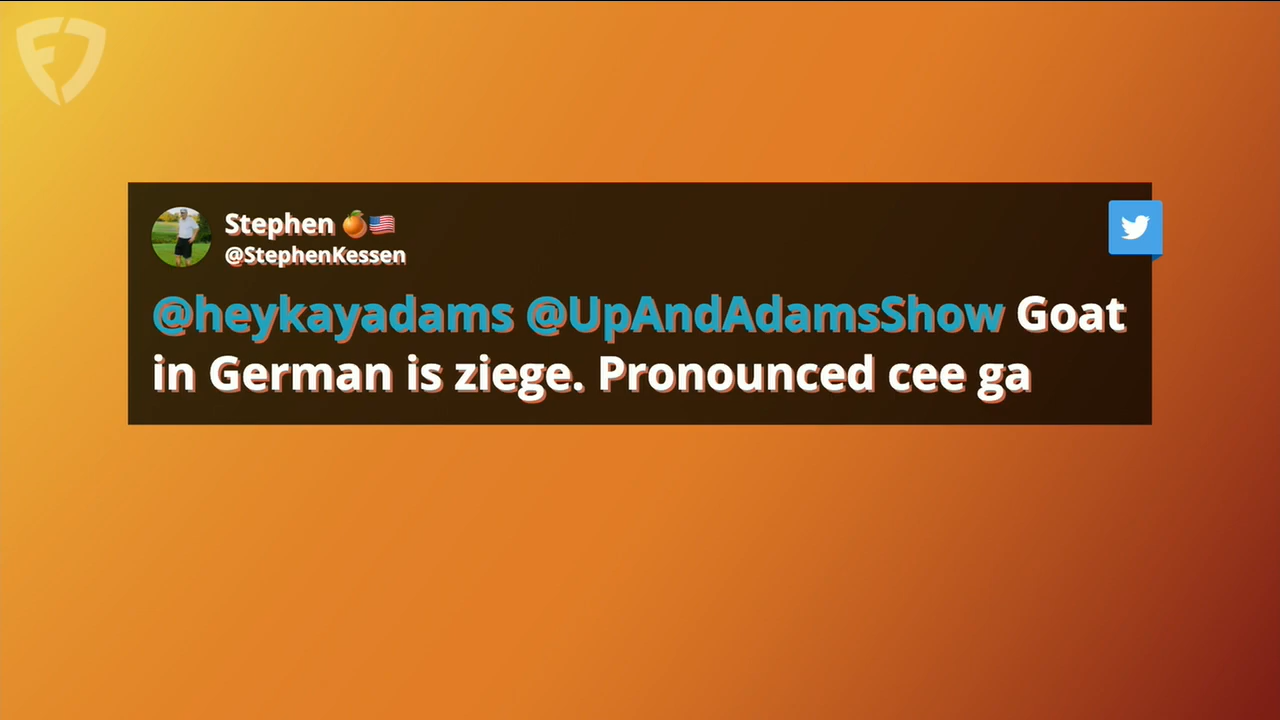 Stephen 🍊🇺🇸
@StephenKessen
@heykayadams @UpAndAdamsShow Goat
in German is ziege. Pronounced cee ga